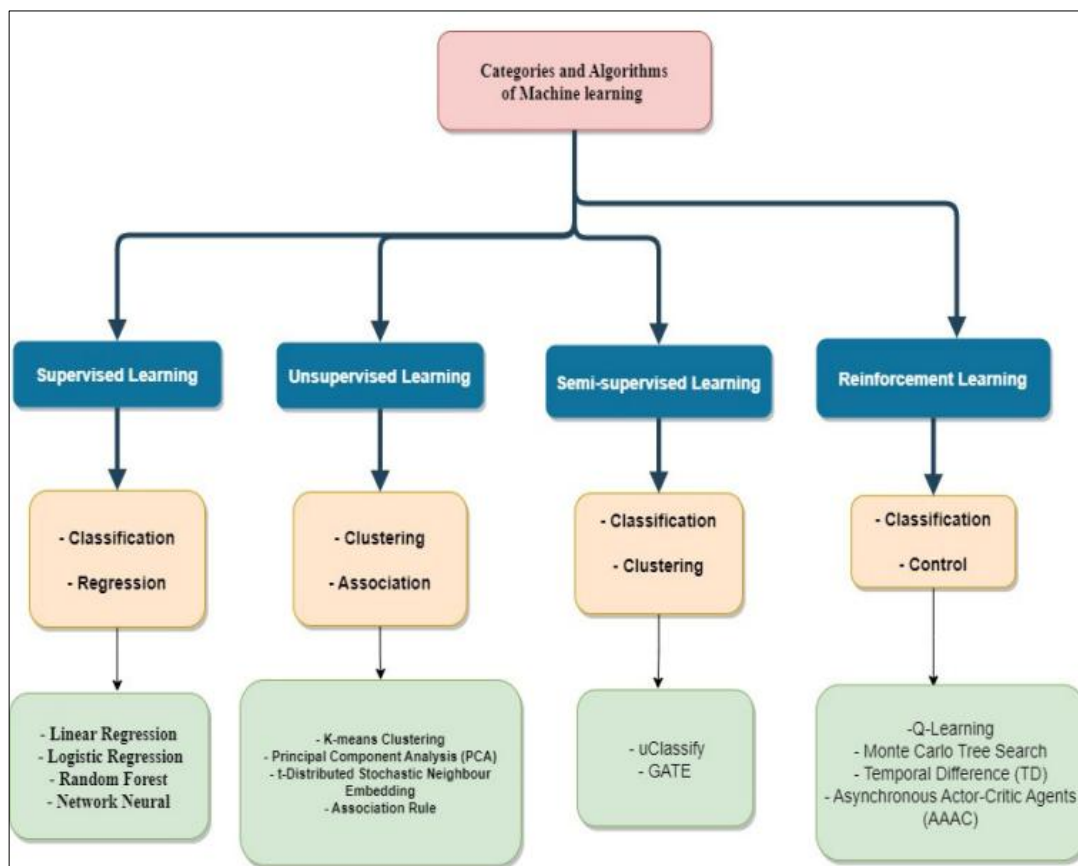 Categories and Algorithms
of Machine learning
Supervised Learning
Unsupervised Learning
Semi-supervised Learning
Reinforcement Learning
- Classification
- Regression
- Clustering
- Association
- Classification
- Clustering
- Classification
- Control
- Linear Regression
- Logistic Regression
- Random Forest
- Network Neural
- K-means Clustering
- Principal Component Analysis (PCA)
- t-Distributed Stochastic Neighbour
Embedding
- Association Rule
- uClassify
- GATE
-Q-Learning
- Monte Carlo Tree Search
- Temporal Difference (TD)
- Asynchronous Actor-Critic Agents
(AAAC)